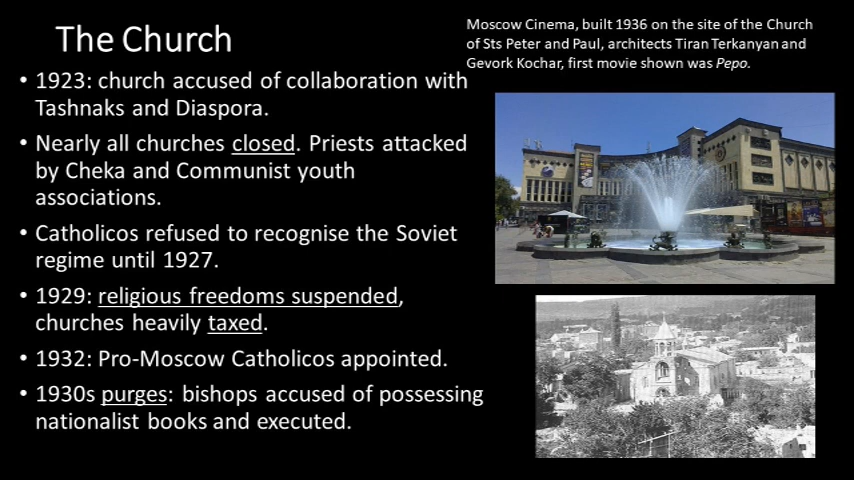 The Church
Moscow Cinema, built 1936 on the site of the Church
of Sts Peter and Paul, architects Tiran Terkanyan and
Gevork Kochar, first movie shown was Pepo.
• 1923: church accused of collaboration with
Tashnaks and Diaspora.
• Nearly all churches closed. Priests attacked
by Cheka and Communist youth
associations.
• Catholicos refused to recognise the Soviet
regime until 1927.
• 1929: religious freedoms suspended,
churches heavily taxed.
• 1932: Pro-Moscow Catholicos appointed.
• 1930s purges: bishops accused of possessing
nationalist books and executed.